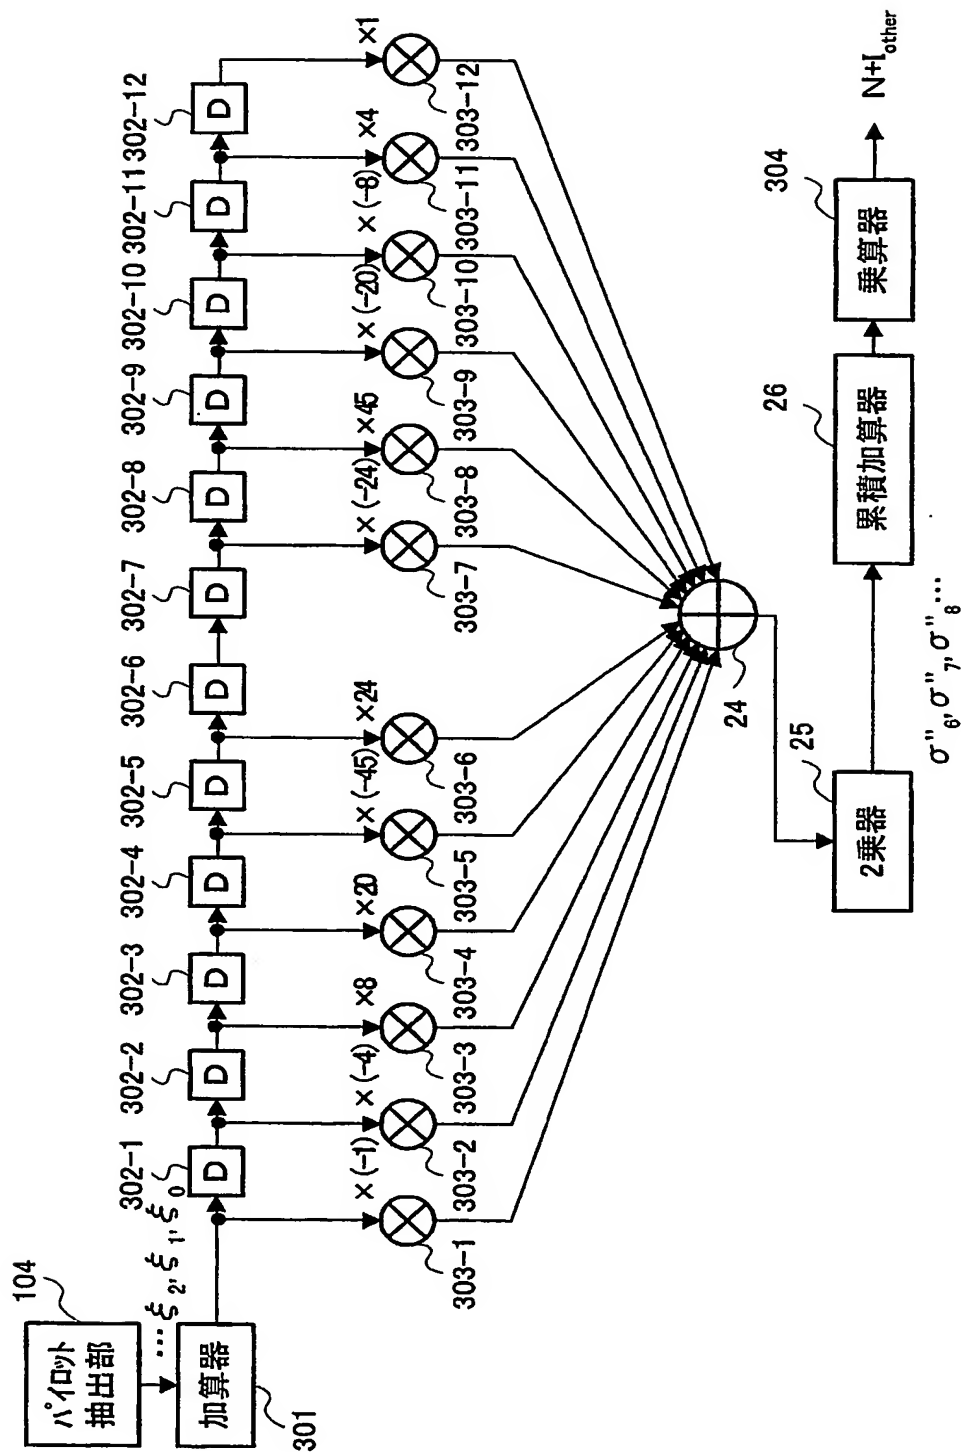 104
パイロット
抽出部
301
加算器
…ξ2, ξ1, ξ0
302-1
302-2
302-3
302-4
302-5
302-6
302-7
302-8
302-9
302-10
302-11
302-12
D
D
D
D
D
D
D
D
D
D
D
D
×(-1)
×(-4)
×8
×20
×(-45)
×24
×(-24)
×45
×(-20)
×(-8)
×4
×1
303-1
303-2
303-3
303-4
303-5
303-6
303-7
303-8
303-9
303-10
303-11
303-12
24
25
2乗器
σ"6, σ"7, σ"8 …
26
累積加算器
304
乗算器
N+Iother